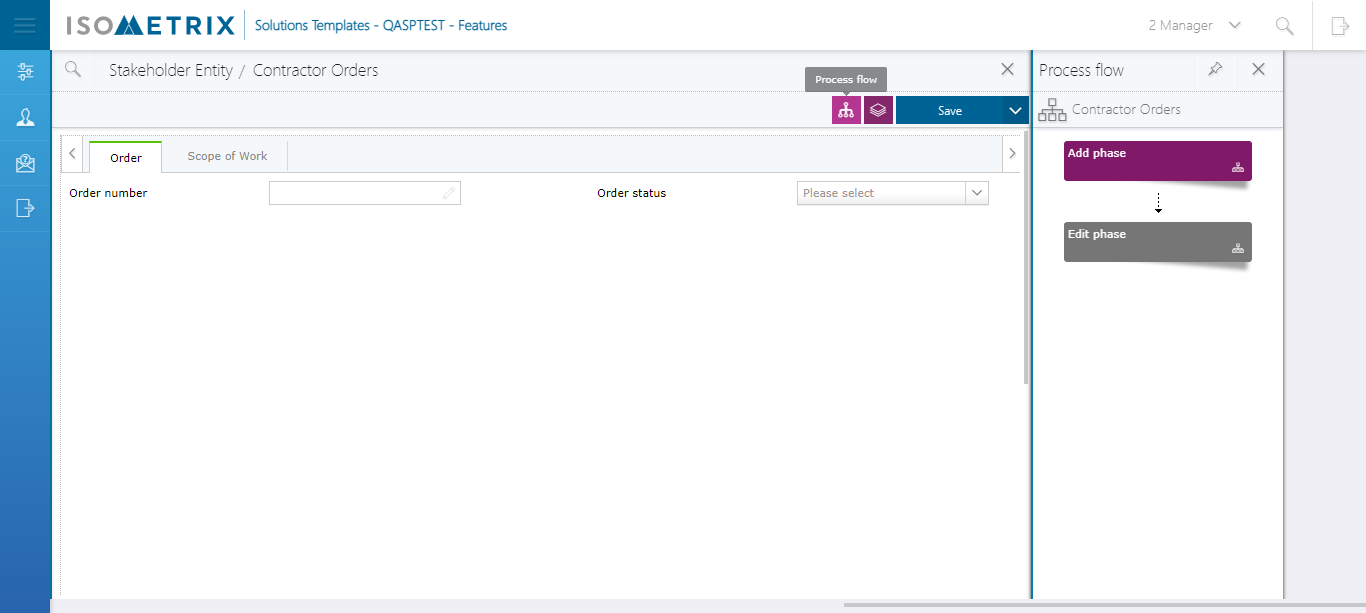 ISOMETRIX
Solutions Templates - QASPTEST - Features
2 Manager
Stakeholder Entity / Contractor Orders
Process flow
Save
Order
Scope of Work
Order number
Order status
Please select
Process flow
Contractor Orders
Add phase
Edit phase